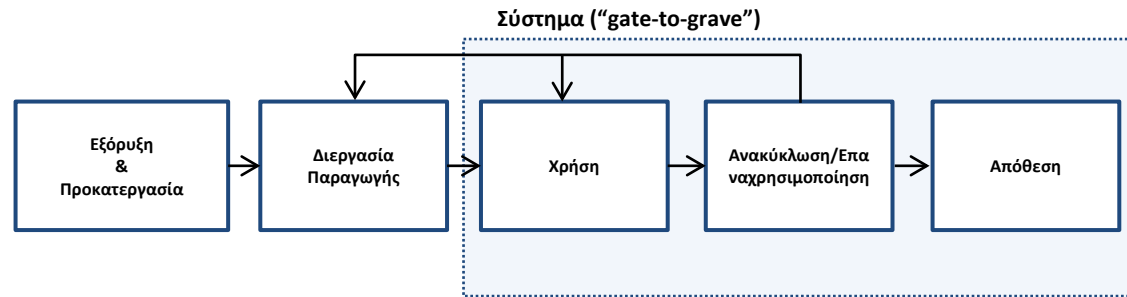 Σύστημα (“gate-to-grave”)
Εξόρυξη
&
Προκατεργασία
Διεργασία
Παραγωγής
Χρήση
Ανακύκλωση/Επα
ναχρησιμοποίηση
Απόθεση